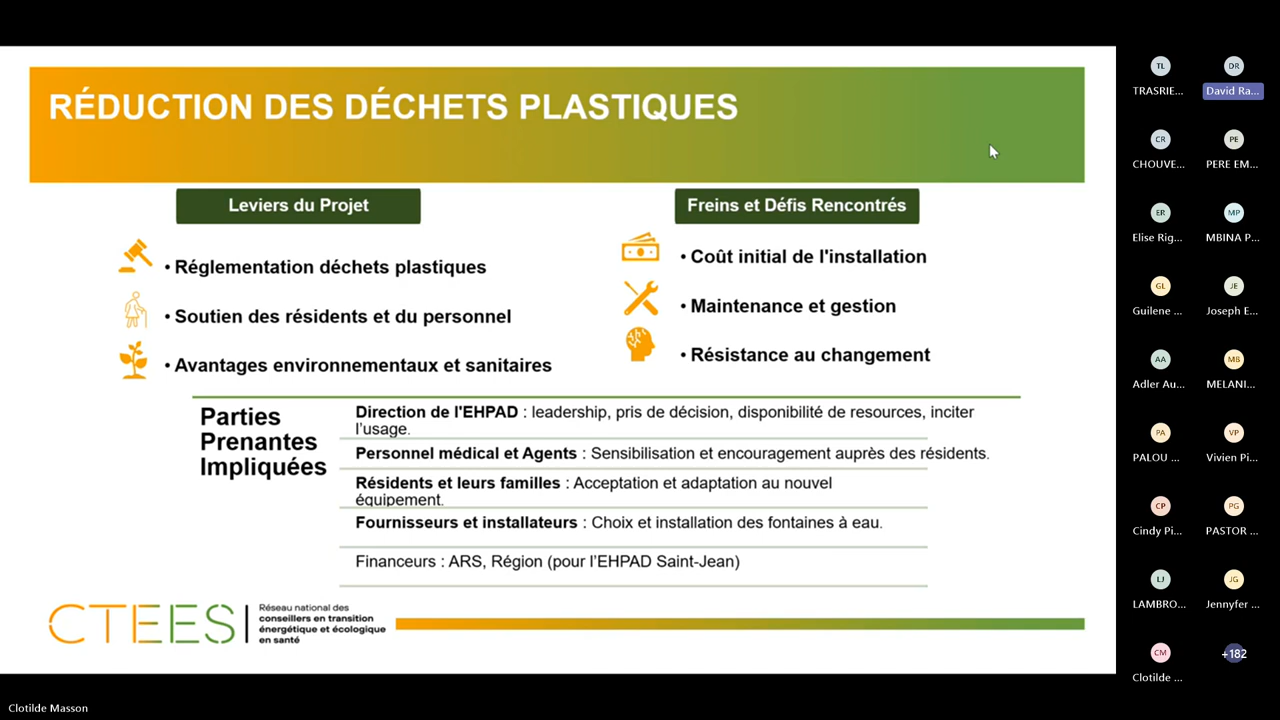 RÉDUCTION DES DÉCHETS PLASTIQUES
Leviers du Projet
• Réglementation déchets plastiques
• Soutien des résidents et du personnel
• Avantages environnementaux et sanitaires
Freins et Défis Rencontrés
• Coût initial de l'installation
• Maintenance et gestion
• Résistance au changement
Parties
Prenantes
Impliquées
Direction de l'EHPAD : leadership, pris de décision, disponibilité de resources, inciter
l'usage.
Personnel médical et Agents : Sensibilisation et encouragement auprès des résidents.
Résidents et leurs familles : Acceptation et adaptation au nouvel
équipement.
Fournisseurs et installateurs : Choix et installation des fontaines à eau.
Financeurs : ARS, Région (pour l'EHPAD Saint-Jean)
CTEES
Réseau national des
conseillers en transition
énergétique et écologique
en santé
TL
TRASRIE...
DR
David Ra...
CR
CHOUVE...
PE
PERE EM...
ER
Elise Rig...
MP
MBINA P...
GL
Guilene ...
JE
Joseph E...
AA
Adler Au...
MB
MELANI...
PA
PALOU ...
VP
Vivien Pi...
CP
Cindy Pi...
PG
PASTOR ...
LJ
LAMBRO...
JG
Jennyfer ...
CM
Clotilde ...
+182
Clotilde Masson